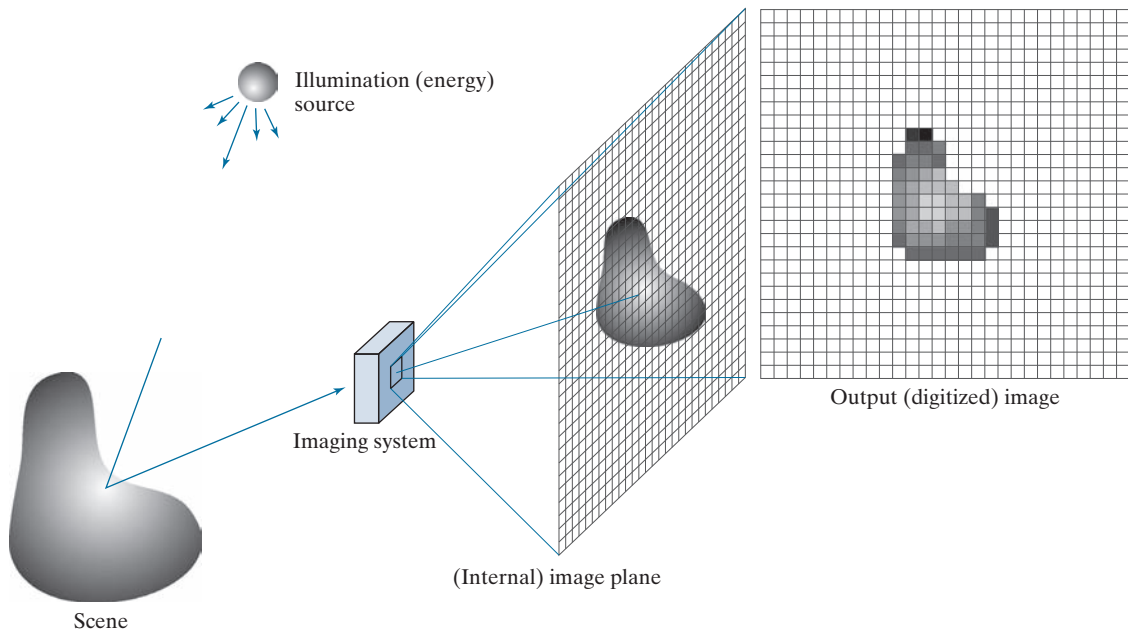 Illumination (energy)
source
Output (digitized) image
Imaging system
(Internal) image plane
Scene